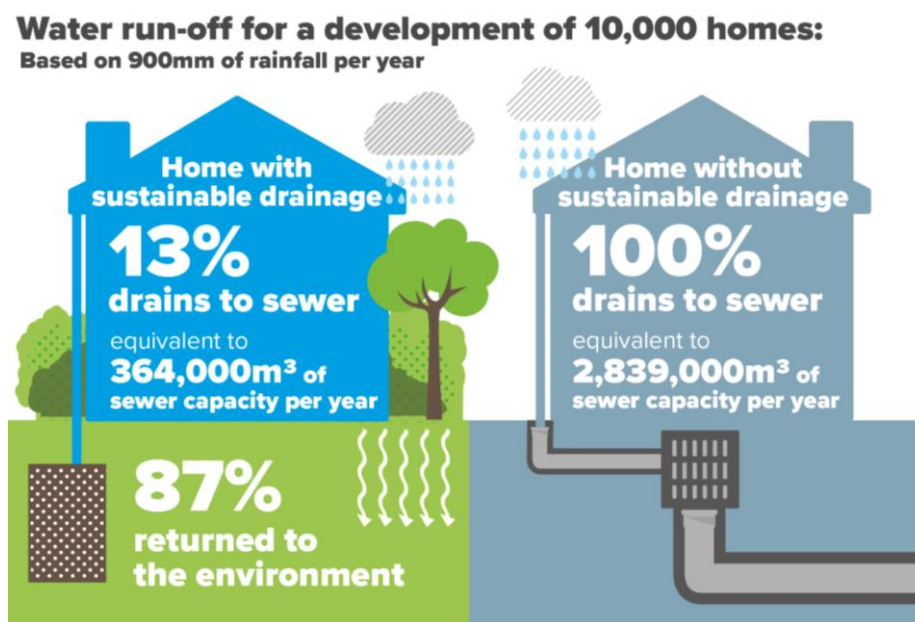 Water run-off for a development of 10,000 homes:
Based on 900mm of rainfall per year
Home with
sustainable drainage
13%
drains to sewer
equivalent to
364,000m³ of
sewer capacity per year
87%
returned to
the environment
Home without
sustainable drainage
100%
drains to sewer
equivalent to
2,839,000m³ of
sewer capacity per year